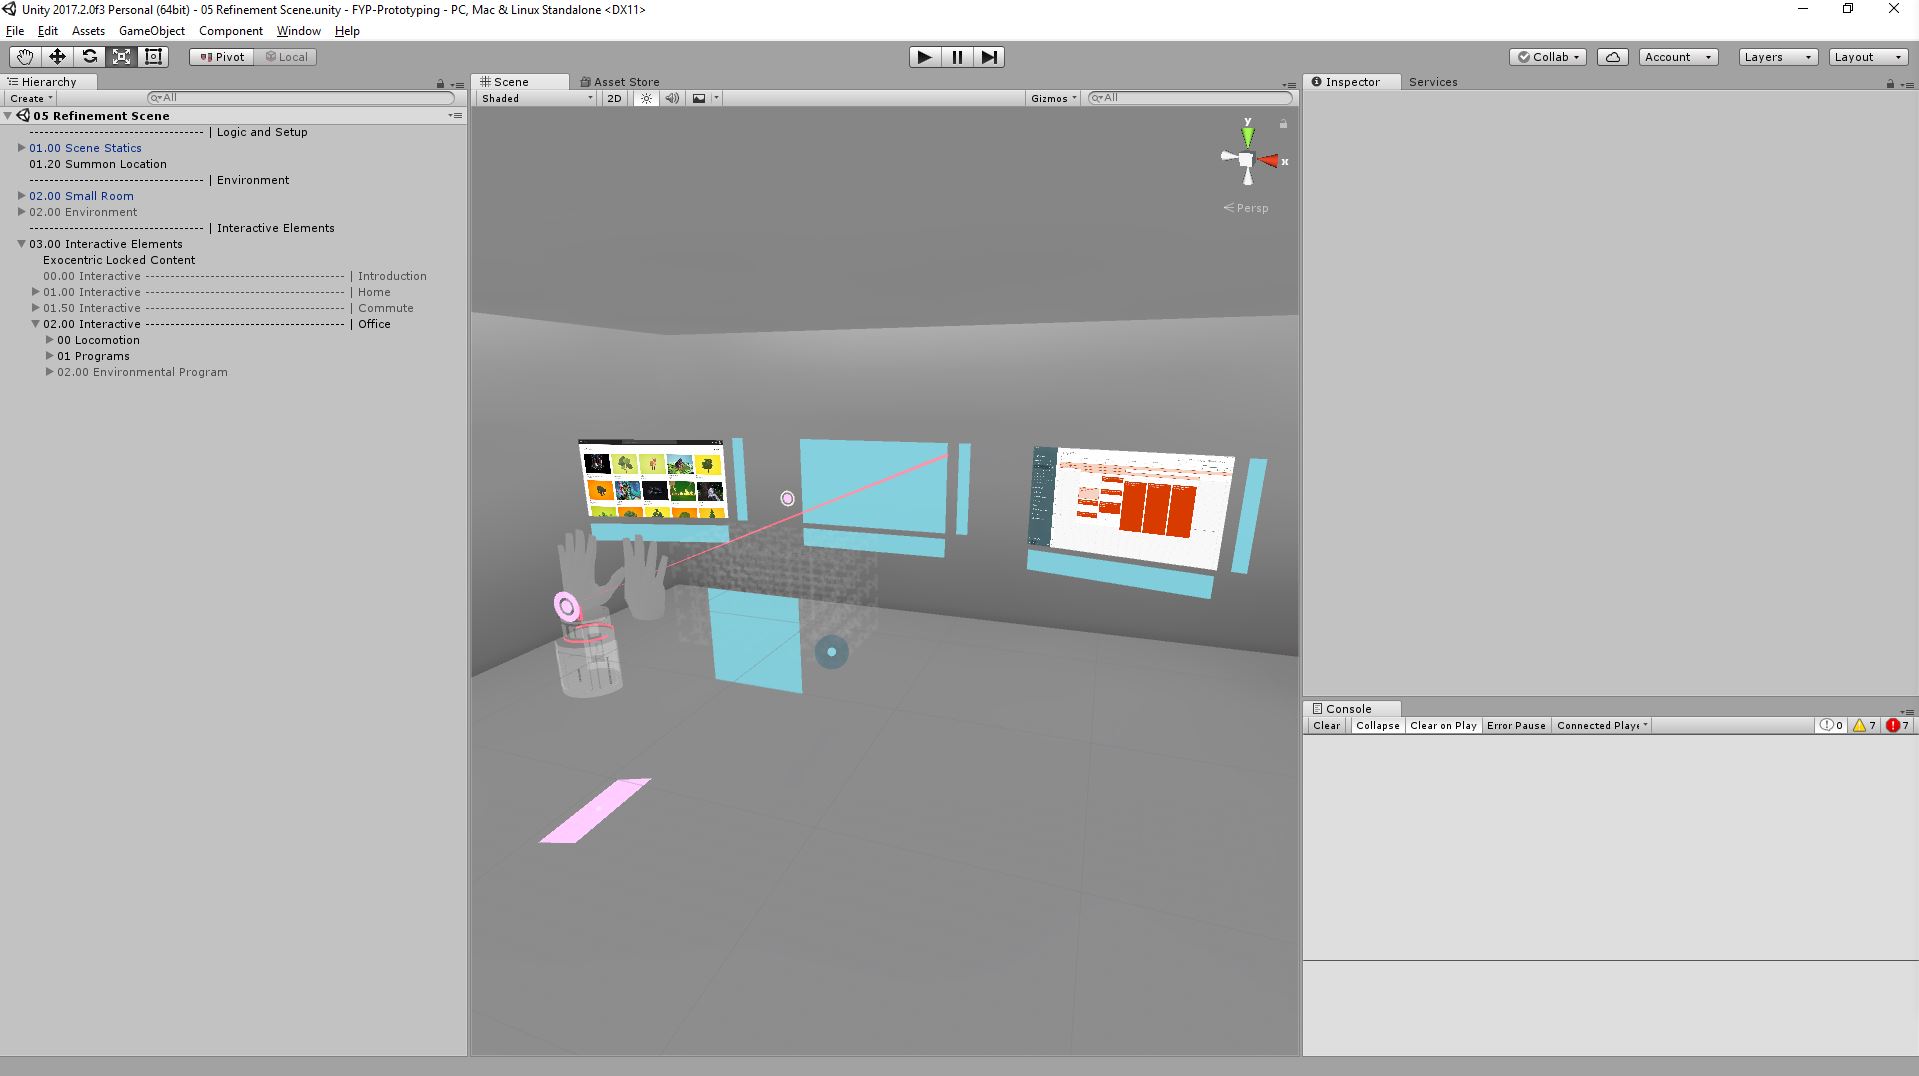 Unity 2017.2.0f3 Personal (64bit) - 05 Refinement Scene.unity - FYP-Prototyping - PC, Mac & Linux Standalone <DX11>
File Edit Assets GameObject Component Window Help
Pivot Local Collab Account Layers Layout
Hierarchy
Create All
05 Refinement Scene
-------------------------------- | Logic and Setup
01.00 Scene Statics
01.20 Summon Location
-------------------------------- | Environment
02.00 Small Room
02.00 Environment
-------------------------------- | Interactive Elements
03.00 Interactive Elements
Exocentric Locked Content
00.00 Interactive ------------------------------------- | Introduction
01.00 Interactive ------------------------------------- | Home
01.50 Interactive ------------------------------------- | Commute
02.00 Interactive ------------------------------------- | Office
00 Locomotion
01 Programs
02.00 Environmental Program
Scene Asset Store
Shaded 2D Gizmos All
y
x
Persp
Inspector Services
Console
Clear Collapse Clear on Play Error Pause Connected Playe 0 7 7